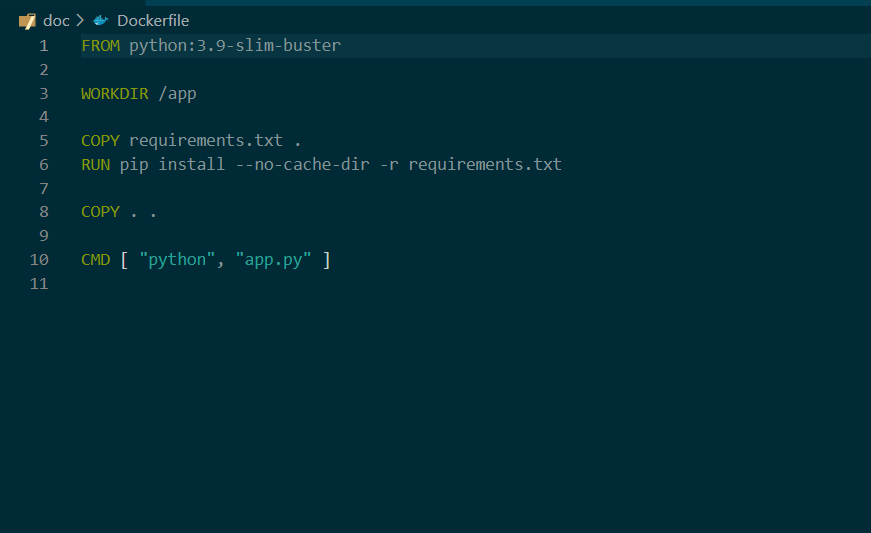 doc > Dockerfile
1 FROM python:3.9-slim-buster
2
3 WORKDIR /app
4
5 COPY requirements.txt .
6 RUN pip install --no-cache-dir -r requirements.txt
7
8 COPY . .
9
10 CMD [ "python", "app.py" ]
11